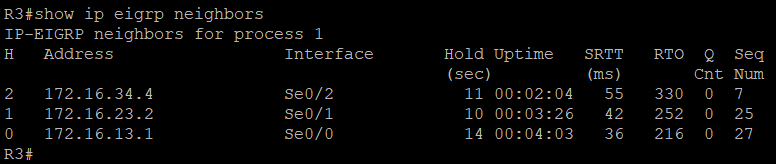 R3#show ip eigrp neighbors
IP-EIGRP neighbors for process 1
H   Address                 Interface       Hold Uptime   SRTT   RTO  Q  Seq
                                            (sec)         (ms)       Cnt Num
2   172.16.34.4             Se0/2             11 00:02:04   55   330  0  7
1   172.16.23.2             Se0/1             10 00:03:26   42   252  0  25
0   172.16.13.1             Se0/0             14 00:04:03   36   216  0  27
R3#